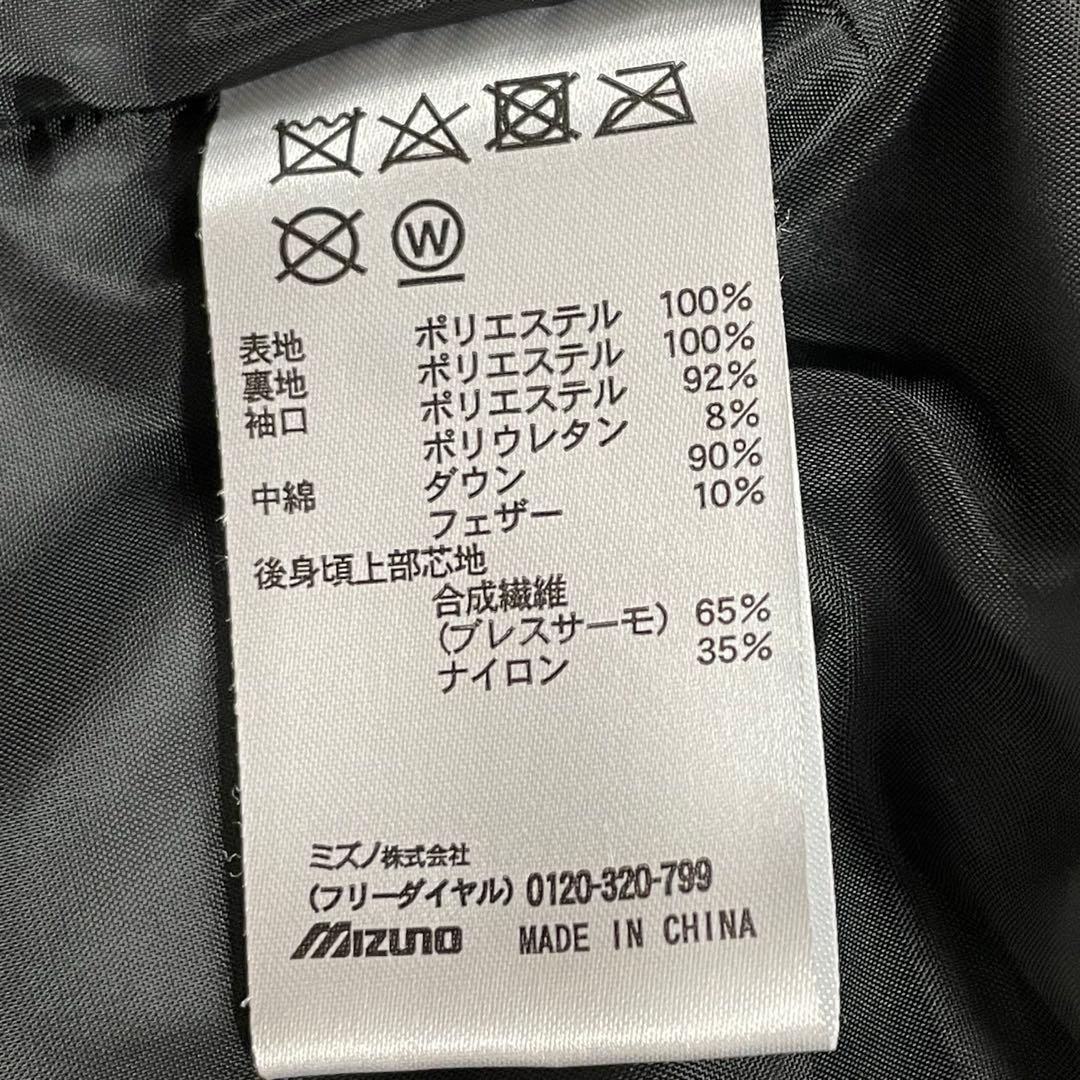 W
表地 ポリエステル 100%
裏地 ポリエステル 100%
袖口 ポリエステル 92%
ポリウレタン 8%
中綿 ダウン 90%
フェザー 10%
後身頃上部芯地
合成繊維
(ブレスサーモ) 65%
ナイロン 35%
ミズノ株式会社
(フリーダイヤル) 0120-320-799
MIZUNO MADE IN CHINA